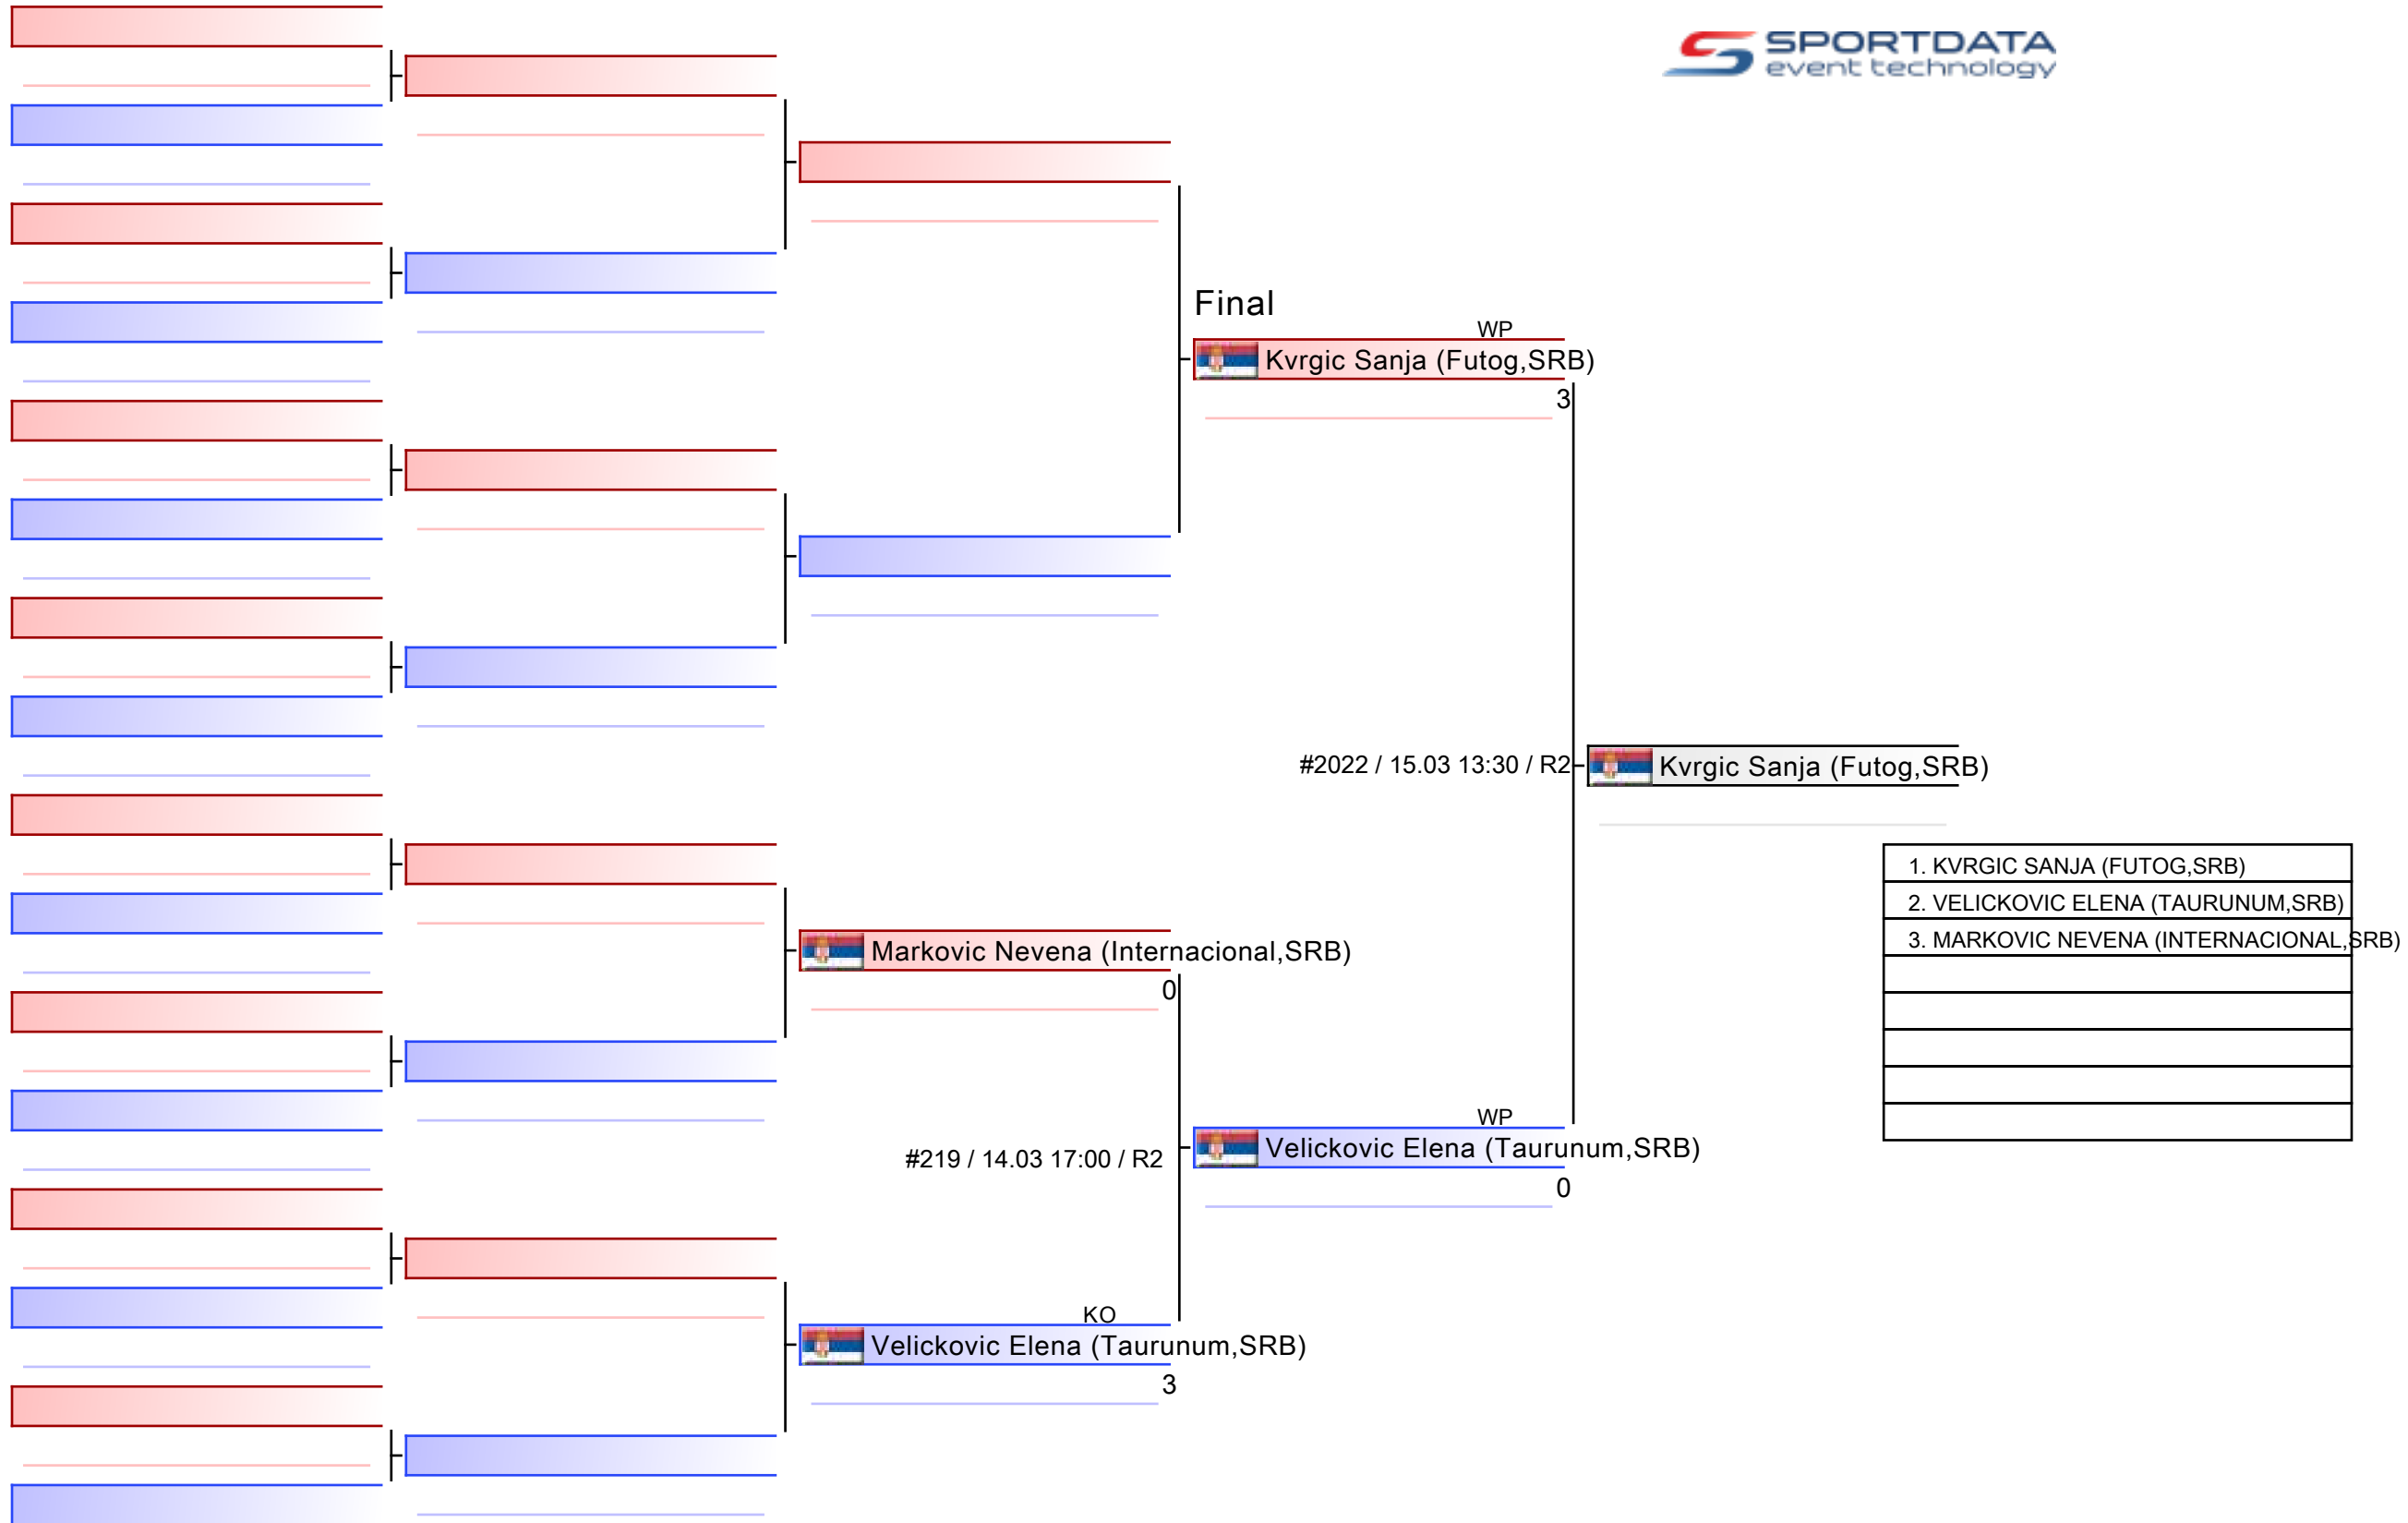 SPORTDATA
event technology
Final
WP
Kvrgic Sanja (Futog,SRB)
3
#2022 / 15.03 13:30 / R2
Kvrgic Sanja (Futog,SRB)
1. KVRGIC SANJA (FUTOG,SRB)
2. VELICKOVIC ELENA (TAURUNUM,SRB)
3. MARKOVIC NEVENA (INTERNACIONAL,SRB)
Markovic Nevena (Internacional,SRB)
0
#219 / 14.03 17:00 / R2
WP
Velickovic Elena (Taurunum,SRB)
0
KO
Velickovic Elena (Taurunum,SRB)
3